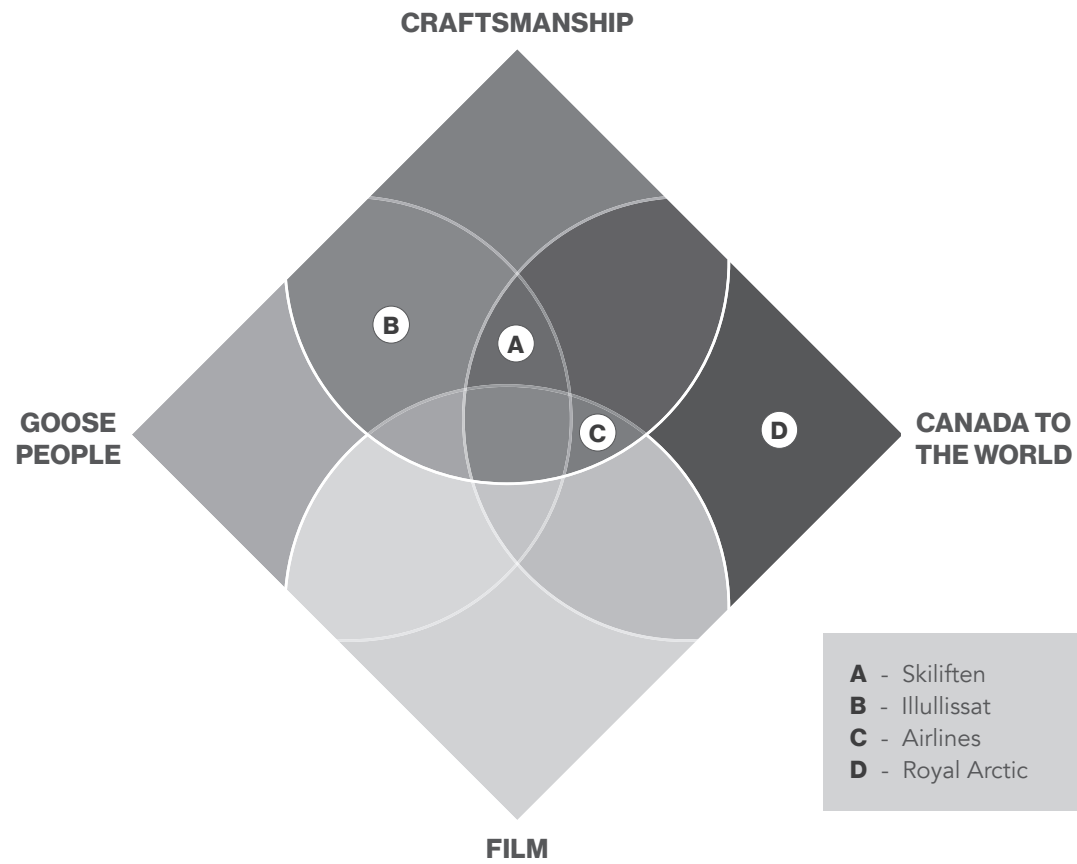 CRAFTSMANSHIP
B
A
GOOSE
PEOPLE
C
D
CANADA TO
THE WORLD
A - Skiliften
B - Illullissat
C - Airlines
D - Royal Arctic
FILM